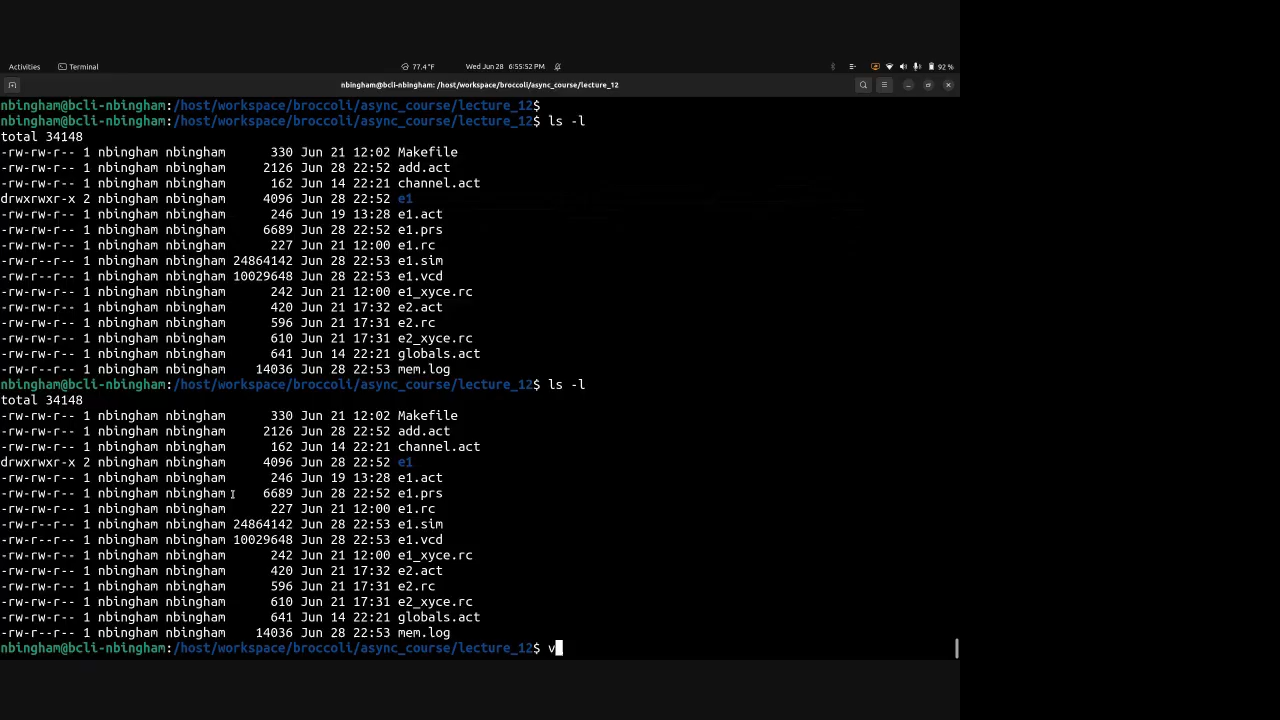 Activities Terminal 77.4°F Wed Jun 28 6:55:52 PM 92 %
nbingham@bcli-nbingham: /host/workspace/broccoli/async_course/lecture_12
nbingham@bcli-nbingham:/host/workspace/broccoli/async_course/lecture_12$
nbingham@bcli-nbingham:/host/workspace/broccoli/async_course/lecture_12$ ls -l
total 34148
-rw-rw-r-- 1 nbingham nbingham 330 Jun 21 12:02 Makefile
-rw-rw-r-- 1 nbingham nbingham 2126 Jun 28 22:52 add.act
-rw-rw-r-- 1 nbingham nbingham 162 Jun 14 22:21 channel.act
drwxrwxr-x 2 nbingham nbingham 4096 Jun 28 22:52 e1
-rw-rw-r-- 1 nbingham nbingham 246 Jun 19 13:28 e1.act
-rw-rw-r-- 1 nbingham nbingham 6689 Jun 28 22:52 e1.prs
-rw-rw-r-- 1 nbingham nbingham 227 Jun 21 12:00 e1.rc
-rw-r--r-- 1 nbingham nbingham 24864142 Jun 28 22:53 e1.sim
-rw-r--r-- 1 nbingham nbingham 10029648 Jun 28 22:53 e1.vcd
-rw-rw-r-- 1 nbingham nbingham 242 Jun 21 12:00 e1_xyce.rc
-rw-rw-r-- 1 nbingham nbingham 420 Jun 21 17:32 e2.act
-rw-rw-r-- 1 nbingham nbingham 596 Jun 21 17:31 e2.rc
-rw-rw-r-- 1 nbingham nbingham 610 Jun 21 17:31 e2_xyce.rc
-rw-rw-r-- 1 nbingham nbingham 641 Jun 14 22:21 globals.act
-rw-rw-r-- 1 nbingham nbingham 14036 Jun 28 22:53 mem.log
nbingham@bcli-nbingham:/host/workspace/broccoli/async_course/lecture_12$ ls -l
total 34148
-rw-rw-r-- 1 nbingham nbingham 330 Jun 21 12:02 Makefile
-rw-rw-r-- 1 nbingham nbingham 2126 Jun 28 22:52 add.act
-rw-rw-r-- 1 nbingham nbingham 162 Jun 14 22:21 channel.act
drwxrwxr-x 2 nbingham nbingham 4096 Jun 28 22:52 e1
-rw-rw-r-- 1 nbingham nbingham 246 Jun 19 13:28 e1.act
-rw-rw-r-- 1 nbingham nbingham 6689 Jun 28 22:52 e1.prs
-rw-rw-r-- 1 nbingham nbingham 227 Jun 21 12:00 e1.rc
-rw-r--r-- 1 nbingham nbingham 24864142 Jun 28 22:53 e1.sim
-rw-r--r-- 1 nbingham nbingham 10029648 Jun 28 22:53 e1.vcd
-rw-rw-r-- 1 nbingham nbingham 242 Jun 21 12:00 e1_xyce.rc
-rw-rw-r-- 1 nbingham nbingham 420 Jun 21 17:32 e2.act
-rw-rw-r-- 1 nbingham nbingham 596 Jun 21 17:31 e2.rc
-rw-rw-r-- 1 nbingham nbingham 610 Jun 21 17:31 e2_xyce.rc
-rw-rw-r-- 1 nbingham nbingham 641 Jun 14 22:21 globals.act
-rw-rw-r-- 1 nbingham nbingham 14036 Jun 28 22:53 mem.log
nbingham@bcli-nbingham:/host/workspace/broccoli/async_course/lecture_12$ v